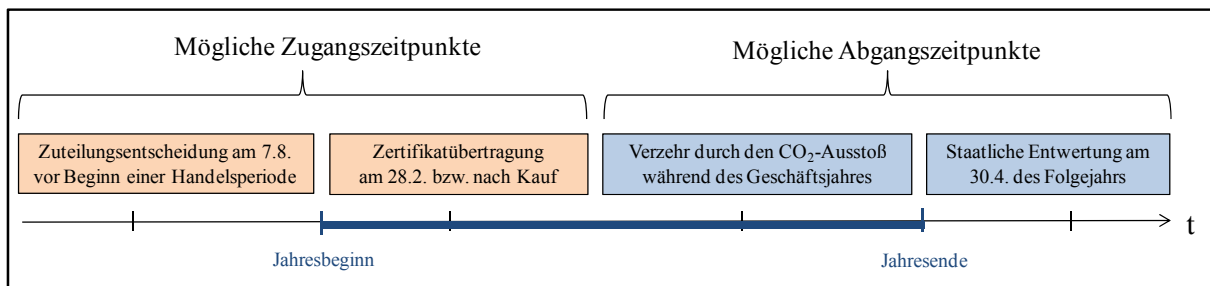 Mögliche Zugangszeitpunkte
Mögliche Abgangszeitpunkte
Zuteilungsentscheidung am 7.8.
vor Beginn einer Handelsperiode
Zertifikatübertragung
am 28.2. bzw. nach Kauf
Verzehr durch den CO₂-Ausstoß
während des Geschäftsjahres
Staatliche Entwertung am
30.4. des Folgejahrs
t
Jahresbeginn
Jahresende